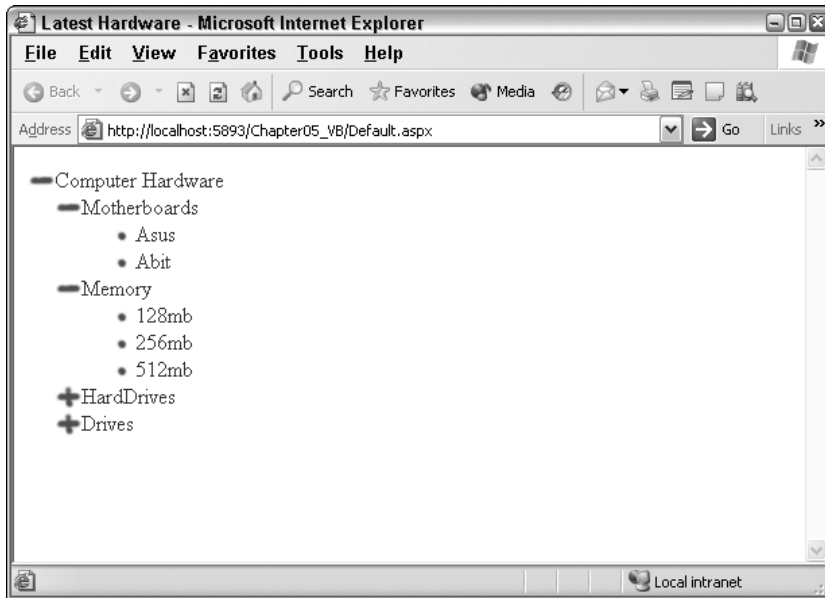 Latest Hardware - Microsoft Internet Explorer
File Edit View Favorites Tools Help
Back Search Favorites Media
Address http://localhost:5893/Chapter05_VB/Default.aspx Go Links »
Computer Hardware
Motherboards
Asus
Abit
Memory
128mb
256mb
512mb
HardDrives
Drives
Local intranet